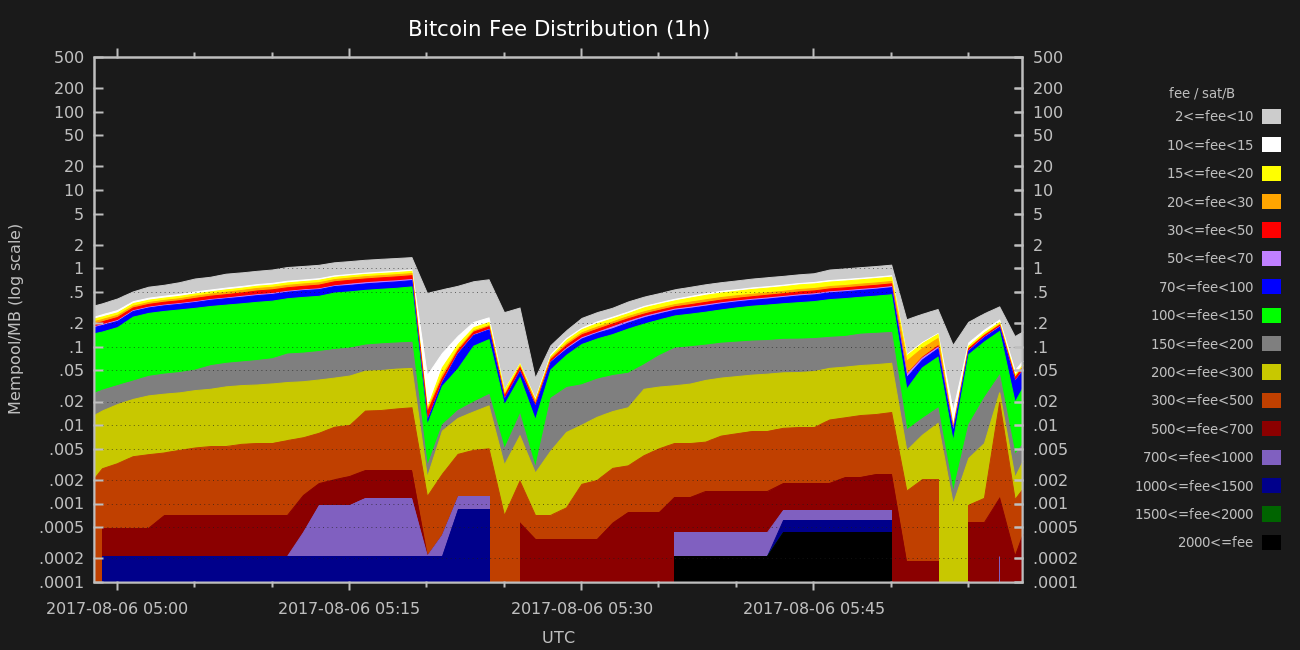 Bitcoin Fee Distribution (1h)
500
200
100
50
20
10
5
2
1
.5
.2
.1
.05
.02
.01
.005
.002
.001
.0005
.0002
.0001
Mempool/MB (log scale)
500
200
100
50
20
10
5
2
1
.5
.2
.1
.05
.02
.01
.005
.002
.001
.0005
.0002
.0001
2017-08-06 05:00
2017-08-06 05:15
2017-08-06 05:30
2017-08-06 05:45
UTC
fee / sat/B
2<=fee<10
10<=fee<15
15<=fee<20
20<=fee<30
30<=fee<50
50<=fee<70
70<=fee<100
100<=fee<150
150<=fee<200
200<=fee<300
300<=fee<500
500<=fee<700
700<=fee<1000
1000<=fee<1500
1500<=fee<2000
2000<=fee